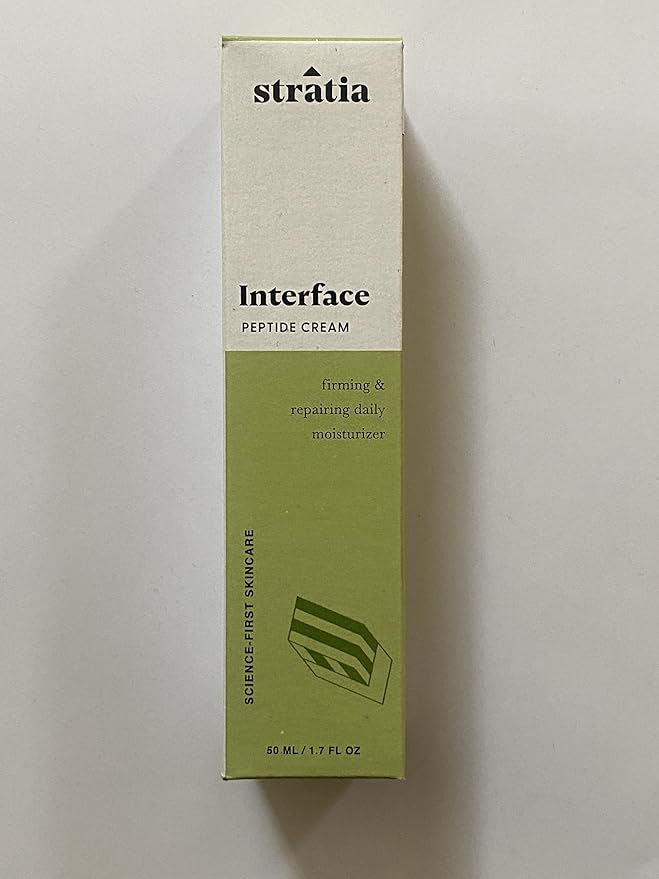 stratia
Interface
PEPTIDE CREAM
firming &
repairing daily
moisturizer
SCIENCE-FIRST SKINCARE
50 ML / 1.7 FL OZ